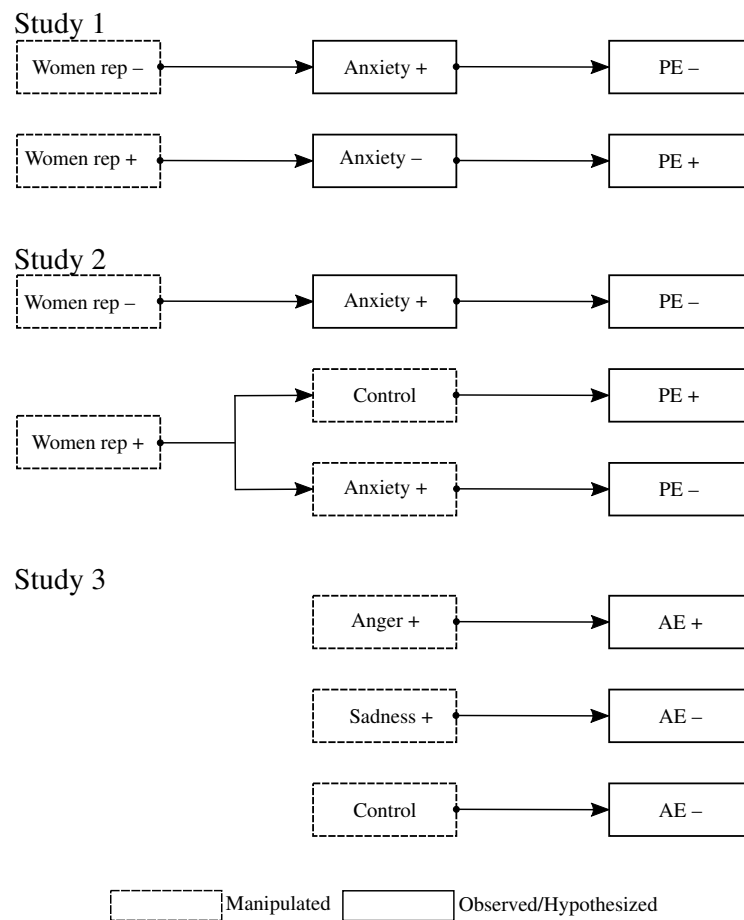 Study 1
Women rep – Anxiety + PE –
Women rep + Anxiety – PE +
Study 2
Women rep – Anxiety + PE –
Control PE +
Women rep +
Anxiety + PE –
Study 3
Anger + AE +
Sadness + AE –
Control AE –
Manipulated Observed/Hypothesized